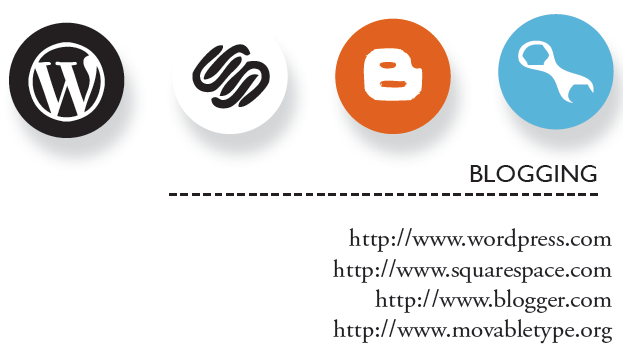 BLOGGING
http://www.wordpress.com
http://www.squarespace.com
http://www.blogger.com
http://www.movabletype.org